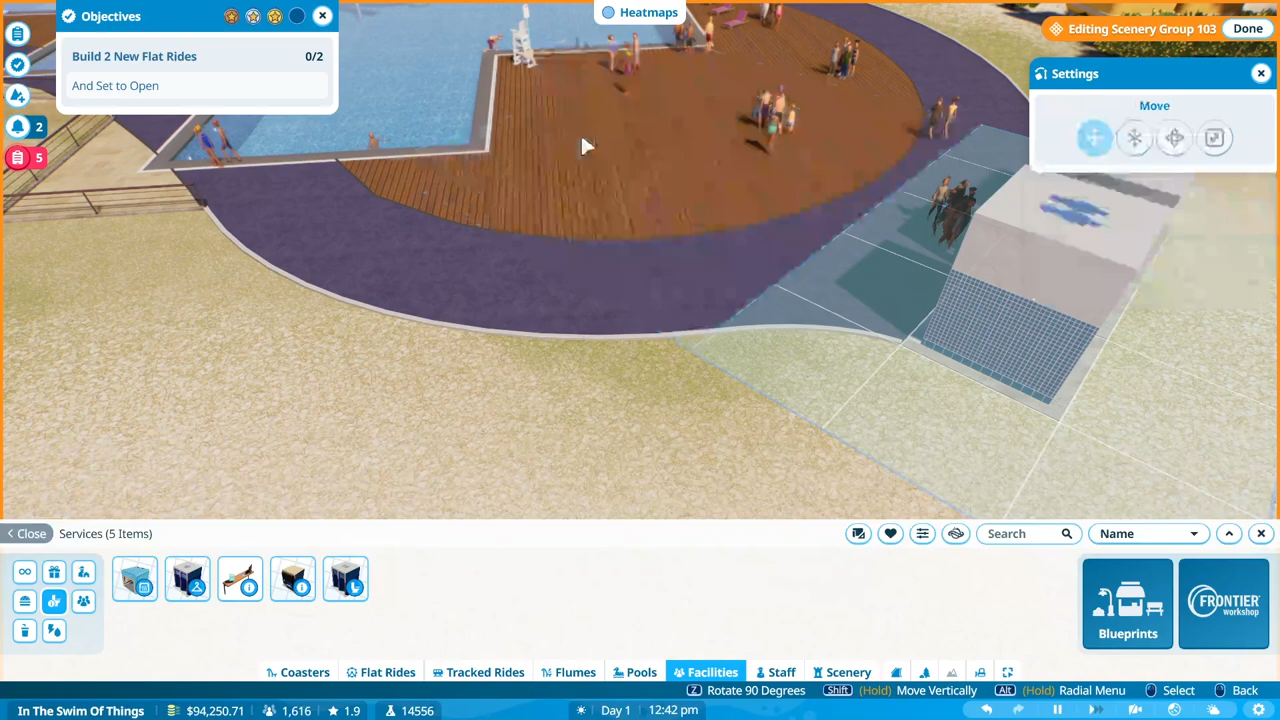 Objectives
Heatmaps
Editing Scenery Group 103
Done
Build 2 New Flat Rides
0/2
And Set to Open
Settings
Move
2
5
Close
Services (5 Items)
Search
Name
Blueprints
FRONTIER
workshop
Coasters
Flat Rides
Tracked Rides
Flumes
Pools
Facilities
Staff
Scenery
Z Rotate 90 Degrees
Shift (Hold) Move Vertically
Alt (Hold) Radial Menu
Select
Back
In The Swim Of Things
$94,250.71
1,616
1.9
14556
Day 1
12:42 pm